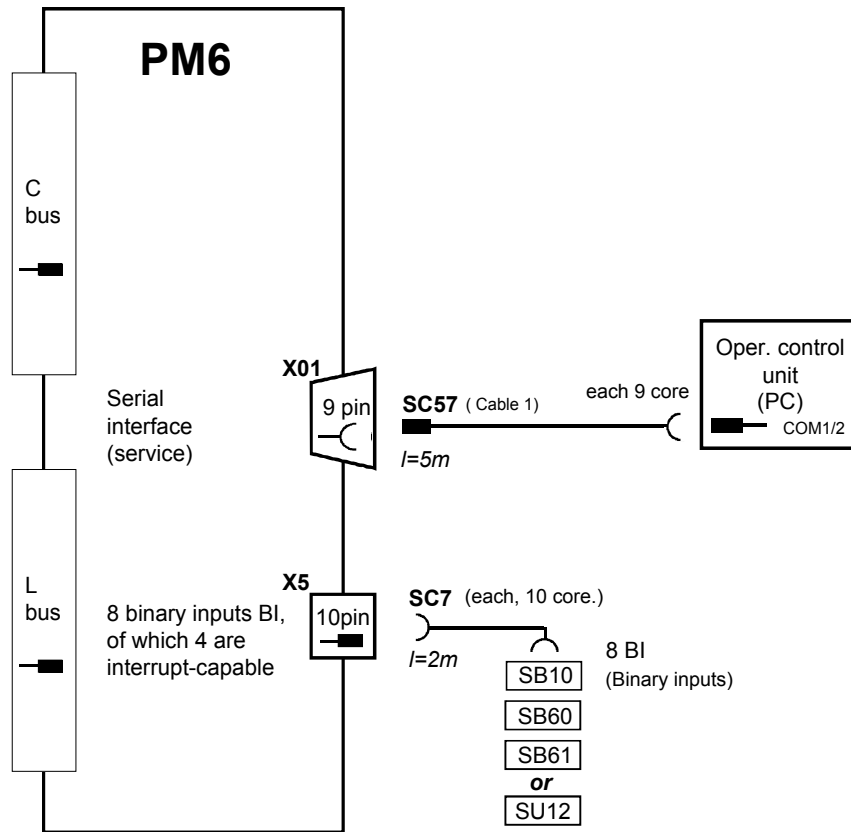 PM6
C
bus
X01
9 pin
Serial
interface
(service)
SC57 ( Cable 1)
l=5m
each 9 core
Oper. control
unit
(PC)
COM1/2
L
bus
X5
10pin
8 binary inputs BI,
of which 4 are
interrupt-capable
SC7 (each, 10 core.)
l=2m
8 BI
(Binary inputs)
SB10
SB60
SB61
or
SU12